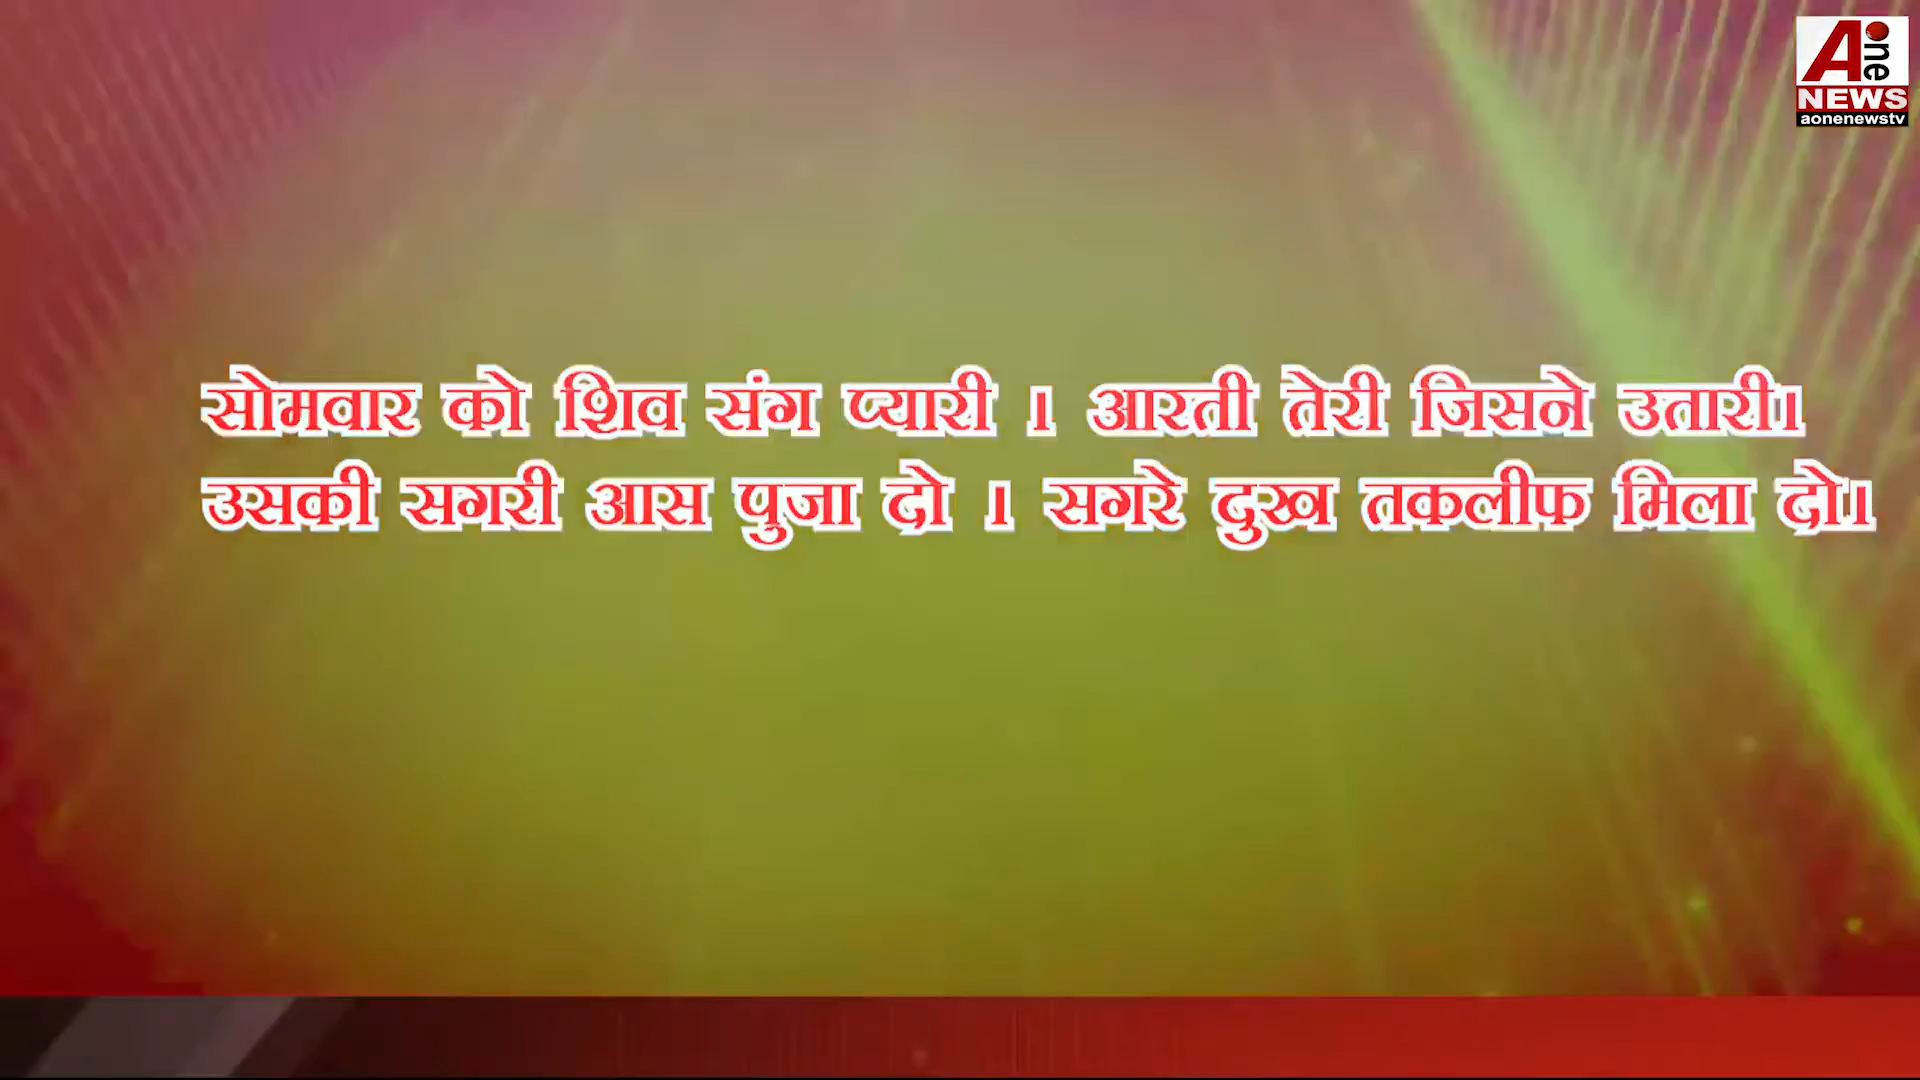 A one
NEWS
aonenewstv
सोमवार को शिव संग प्यारी । आरती तेरी जिसने उतारी।
उसकी सगरी आस पुजा दो । सगरे दुख तकलीफ मिला दो।